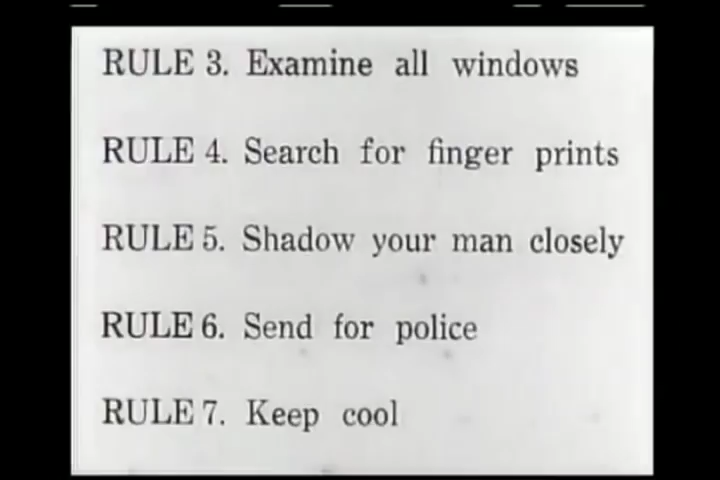 RULE 3. Examine all windows
RULE 4. Search for finger prints
RULE 5. Shadow your man closely
RULE 6. Send for police
RULE 7. Keep cool